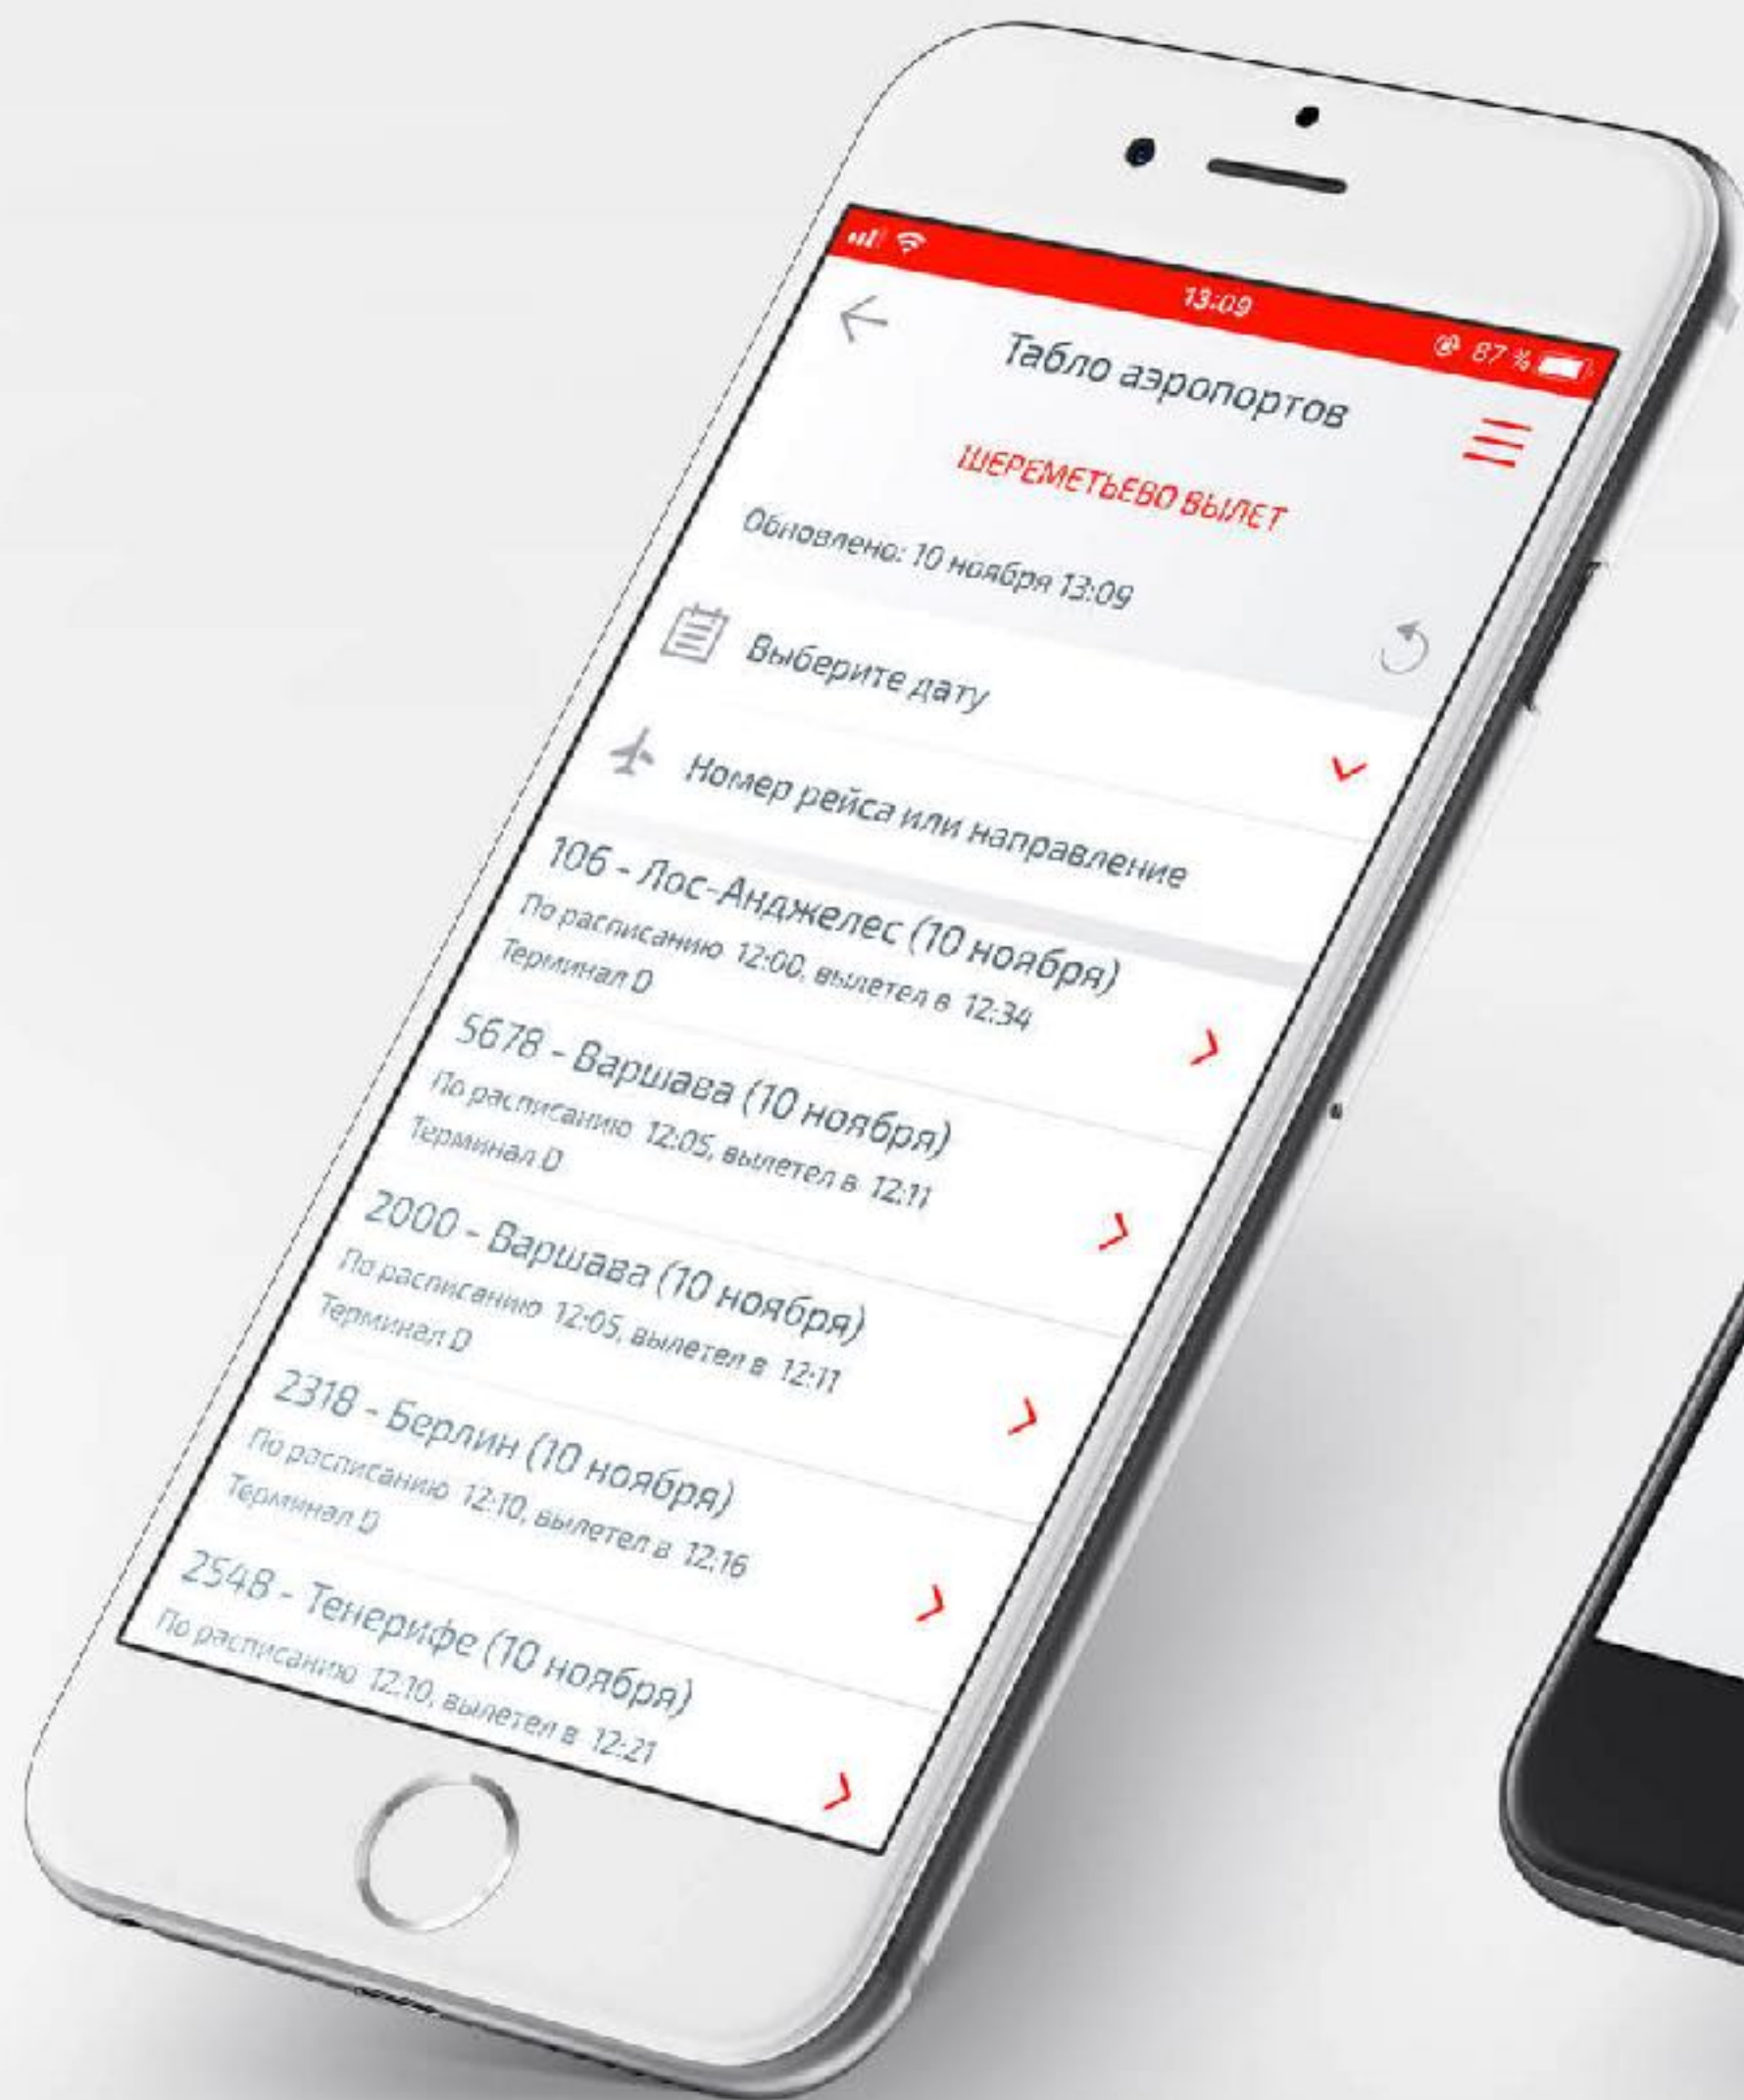 13:09
87 %
Табло аэропортов
ШЕРЕМЕТЬЕВО ВЫЛЕТ
Обновлено: 10 ноября 13:09
Выберите дату
Номер рейса или направление
106 - Лос-Анджелес (10 ноября)
По расписанию 12:00, вылетел в 12:34
Терминал D
5678 - Варшава (10 ноября)
По расписанию 12:05, вылетел в 12:11
Терминал D
2000 - Варшава (10 ноября)
По расписанию 12:05, вылетел в 12:11
Терминал D
2318 - Берлин (10 ноября)
По расписанию 12:10, вылетел в 12:16
Терминал D
2548 - Тенерифе (10 ноября)
По расписанию 12:10, вылетел в 12:21